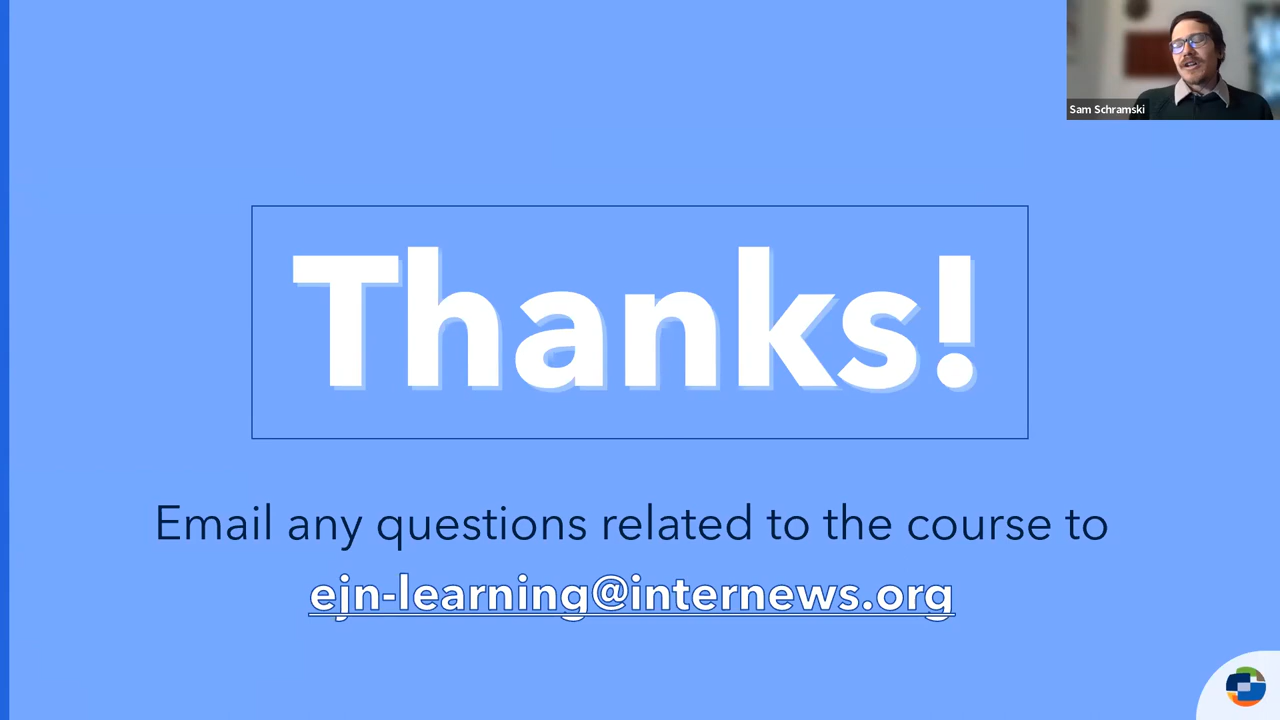 Sam Schramski
Thanks!
Email any questions related to the course to
ejn-learning@internews.org